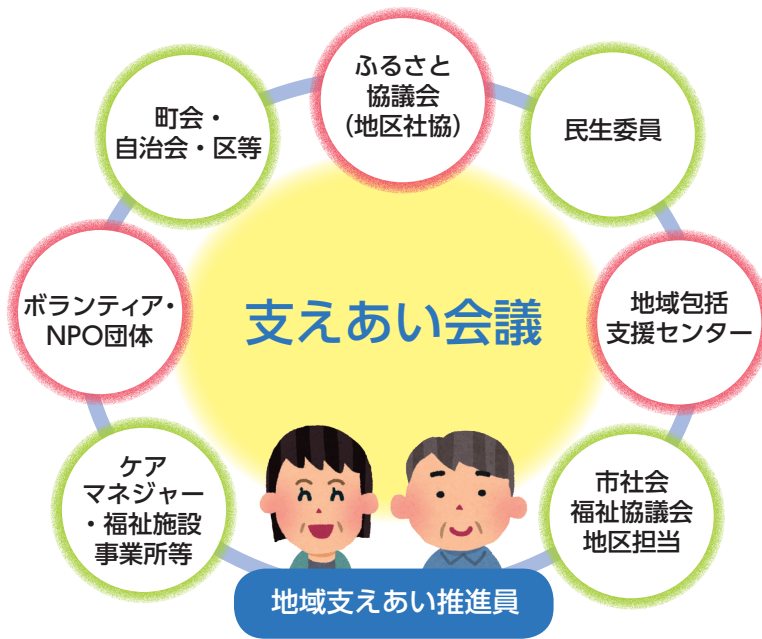 ふるさと
協議会
(地区社協)
民生委員
地域包括
支援センター
市社会
福祉協議会
地区担当
地域支えあい推進員
ケア
マネジャー
・福祉施設
事業所等
ボランティア・
NPO団体
町会・
自治会・区等
支えあい会議